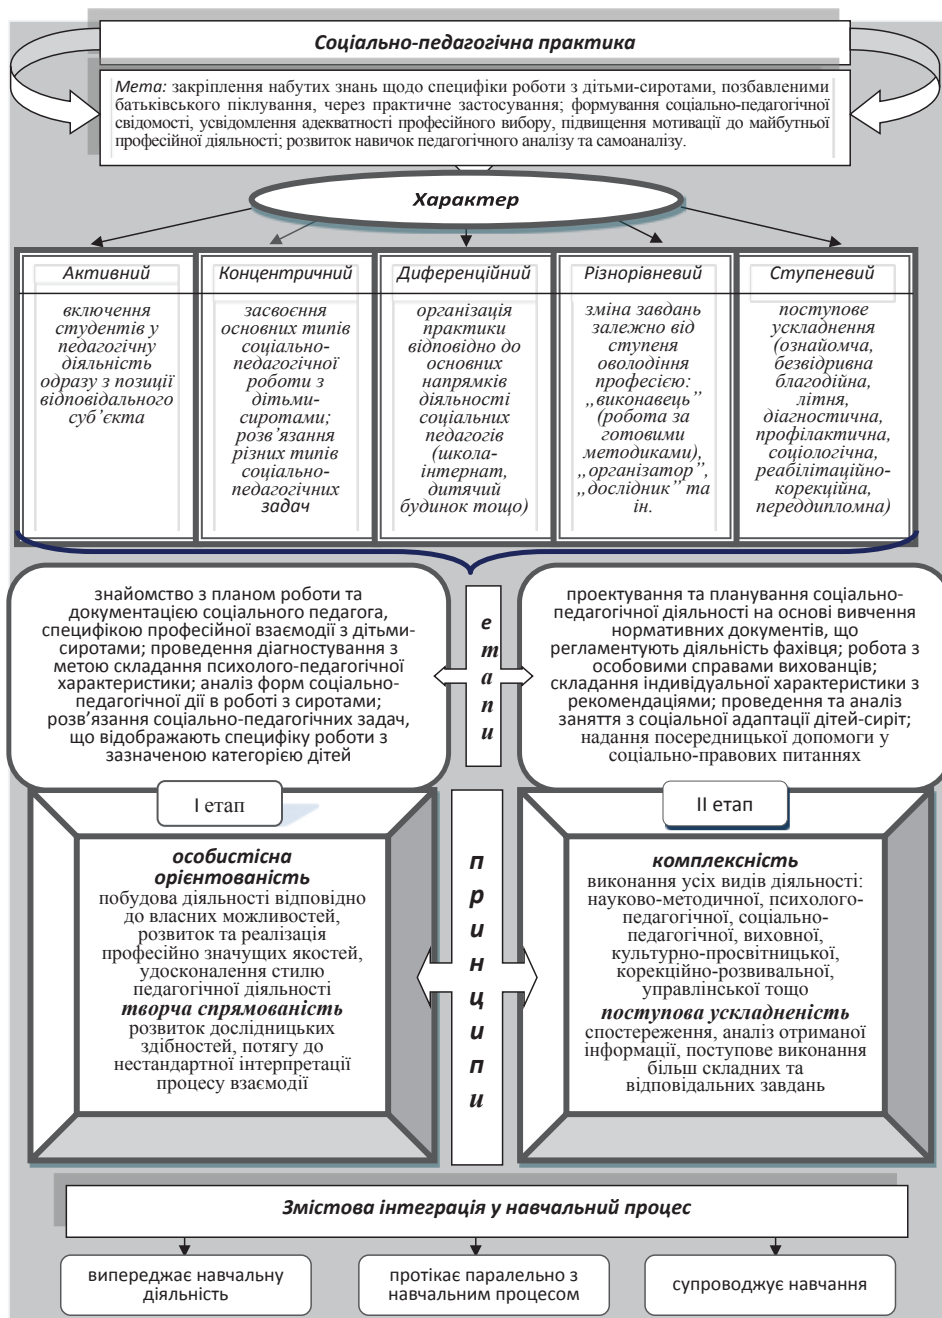 Соціально-педагогічна практика
Мета: закріплення набутих знань щодо специфіки роботи з дітьми-сиротами, позбавленими
батьківського піклування, через практичне застосування; формування соціально-педагогічної
свідомості, усвідомлення адекватності професійного вибору, підвищення мотивації до майбутньої
професійної діяльності; розвиток навичок педагогічного аналізу та самоаналізу.
Характер
Активний
включення
студентів у
педагогічну
діяльність
одразу з позиції
відповідального
суб’єкта
Концентричний
засвоєння
основних типів
соціально-
педагогічної
роботи з
дітьми-
сиротами;
розв’язання
різних типів
соціально-
педагогічних
задач
Диференційний
організація
практики
відповідно до
основних
напрямків
діяльності
соціальних
педагогів
(школа-
інтернат,
дитячий
будинок тощо)
Різнорівневий
зміна завдань
залежно від
ступеня
оволодіння
професією:
„виконавець”
(робота за
готовими
методиками),
„організатор”,
„дослідник” та
ін.
Ступеневий
поступове
ускладнення
(ознайомча,
безвідривна
благодійна,
літня,
діагностична,
профілактична,
соціологічна,
реабілітаційно-
корекційна,
переддипломна)
знайомство з планом роботи та
документацією соціального педагога,
специфікою професійної взаємодії з дітьми-
сиротами; проведення діагностування з
метою складання психолого-педагогічної
характеристики; аналіз форм соціально-
педагогічної дії в роботі з сиротами;
розв’язання соціально-педагогічних задач,
що відображають специфіку роботи з
зазначеною категорією дітей
етапи
проектування та планування соціально-
педагогічної діяльності на основі вивчення
нормативних документів, що
регламентують діяльність фахівця; робота з
особовими справами вихованців;
складання індивідуальної характеристики з
рекомендаціями; проведення та аналіз
заняття з соціальної адаптації дітей-сиріт;
надання посередницької допомоги у
соціально-правових питаннях
І етап
особистісна
орієнтованість
побудова діяльності відповідно
до власних можливостей,
розвиток та реалізація
професійно значущих якостей,
удосконалення стилю
педагогічної діяльності
творча спрямованість
розвиток дослідницьких
здібностей, потягу до
нестандартної інтерпретації
процесу взаємодії
принципи
ІІ етап
комплексність
виконання усіх видів діяльності:
науково-методичної, психолого-
педагогічної, соціально-
педагогічної, виховної,
культурно-просвітницької,
корекційно-розвивальної,
управлінської тощо
поступова ускладненість
спостереження, аналіз отриманої
інформації, поступове виконання
більш складних та
відповідальних завдань
Змістова інтеграція у навчальний процес
випереджає навчальну
діяльність
протікає паралельно з
навчальним процесом
супроводжує навчання